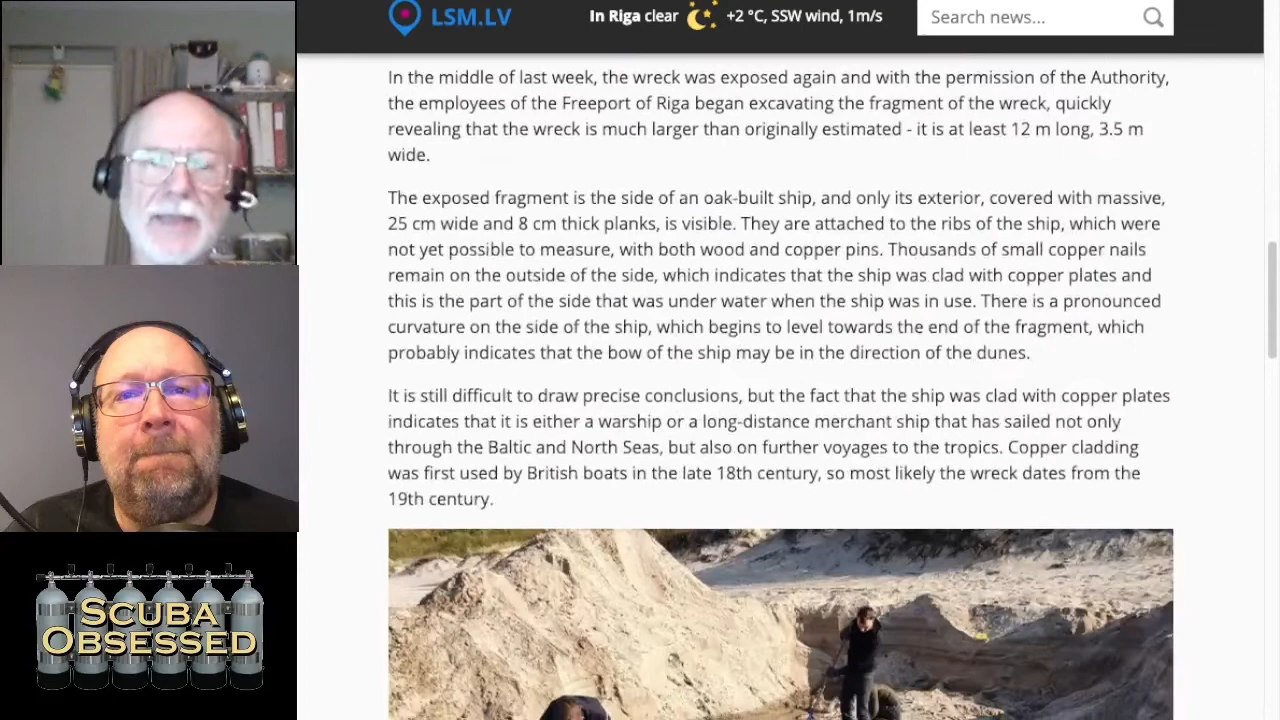 LSM.LV
In Riga clear +2 °C, SSW wind, 1m/s
Search news...
In the middle of last week, the wreck was exposed again and with the permission of the Authority,
the employees of the Freeport of Riga began excavating the fragment of the wreck, quickly
revealing that the wreck is much larger than originally estimated - it is at least 12 m long, 3.5 m
wide.
The exposed fragment is the side of an oak-built ship, and only its exterior, covered with massive,
25 cm wide and 8 cm thick planks, is visible. They are attached to the ribs of the ship, which were
not yet possible to measure, with both wood and copper pins. Thousands of small copper nails
remain on the outside of the side, which indicates that the ship was clad with copper plates and
this is the part of the side that was under water when the ship was in use. There is a pronounced
curvature on the side of the ship, which begins to level towards the end of the fragment, which
probably indicates that the bow of the ship may be in the direction of the dunes.
It is still difficult to draw precise conclusions, but the fact that the ship was clad with copper plates
indicates that it is either a warship or a long-distance merchant ship that has sailed not only
through the Baltic and North Seas, but also on further voyages to the tropics. Copper cladding
was first used by British boats in the late 18th century, so most likely the wreck dates from the
19th century.
SCUBA
OBSESSED